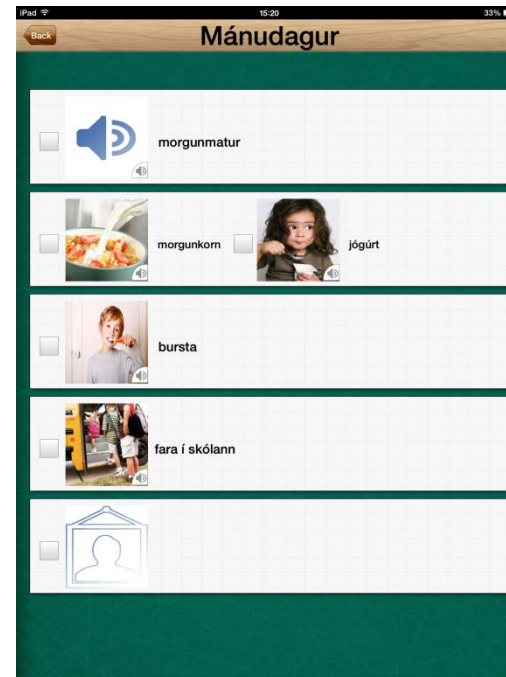 iPad 15:20 33%
Back Mánudagur
morgunmatur
morgunkorn jógúrt
bursta
fara í skólann